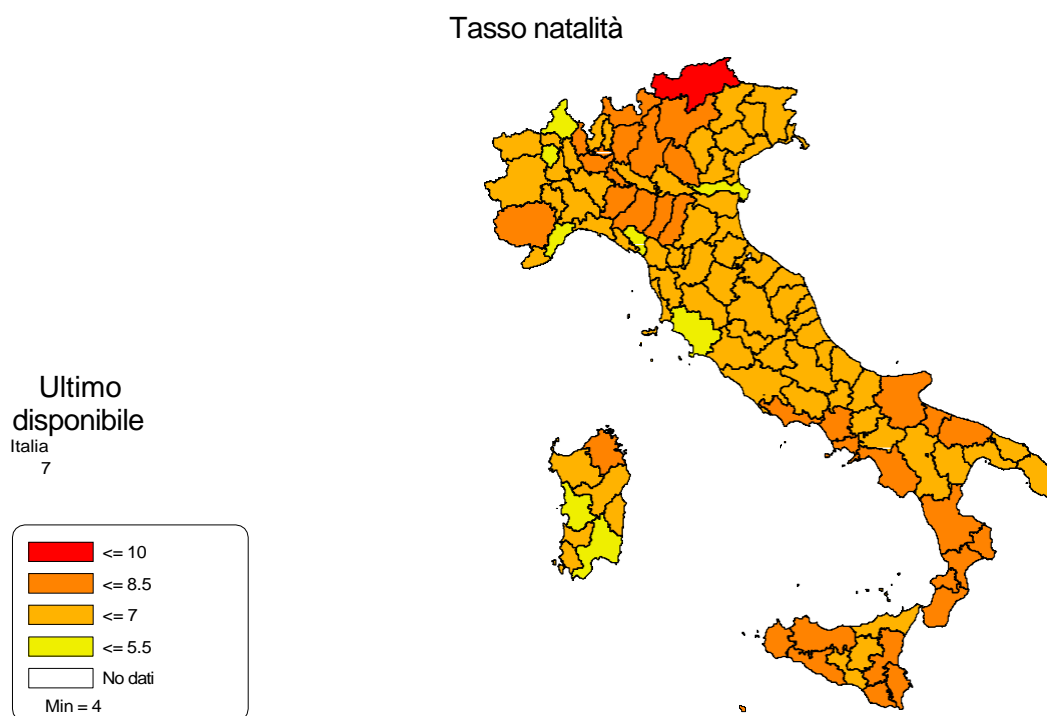 Tasso natalità
Ultimo
disponibile
Italia
7
<= 10
<= 8.5
<= 7
<= 5.5
No dati
Min = 4